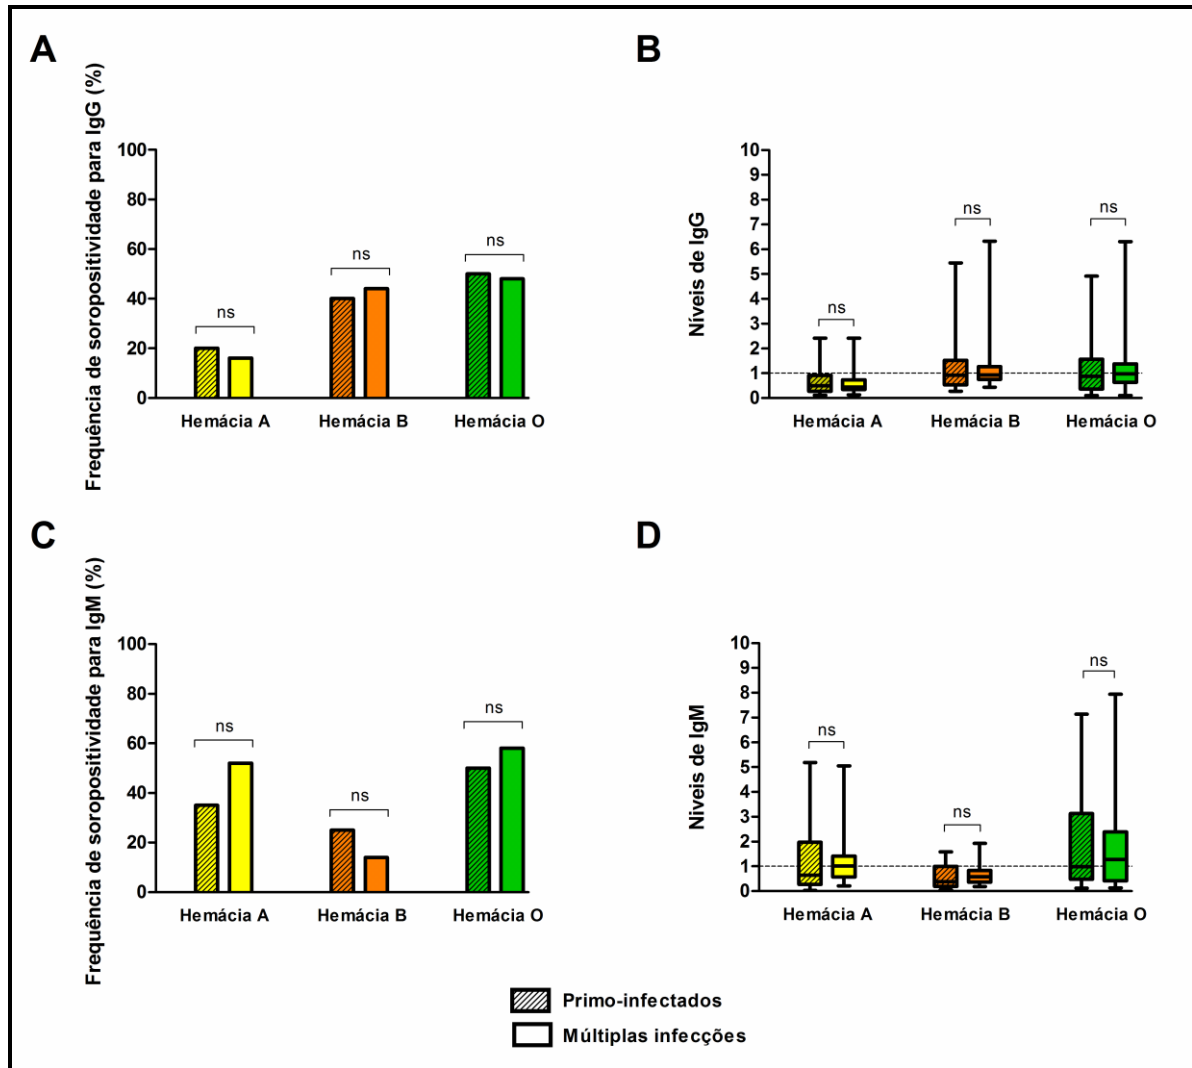 A
Frequência de soropositividade para IgG (%)
100
80
60
40
20
0
ns
ns
ns
Hemácia A
Hemácia B
Hemácia O
B
Níveis de IgG
10
9
8
7
6
5
4
3
2
1
0
ns
ns
ns
Hemácia A
Hemácia B
Hemácia O
C
Frequência de soropositividade para IgM (%)
100
80
60
40
20
0
ns
ns
ns
Hemácia A
Hemácia B
Hemácia O
D
Níveis de IgM
10
9
8
7
6
5
4
3
2
1
0
ns
ns
ns
Hemácia A
Hemácia B
Hemácia O
Primo-infectados
Múltiplas infecções